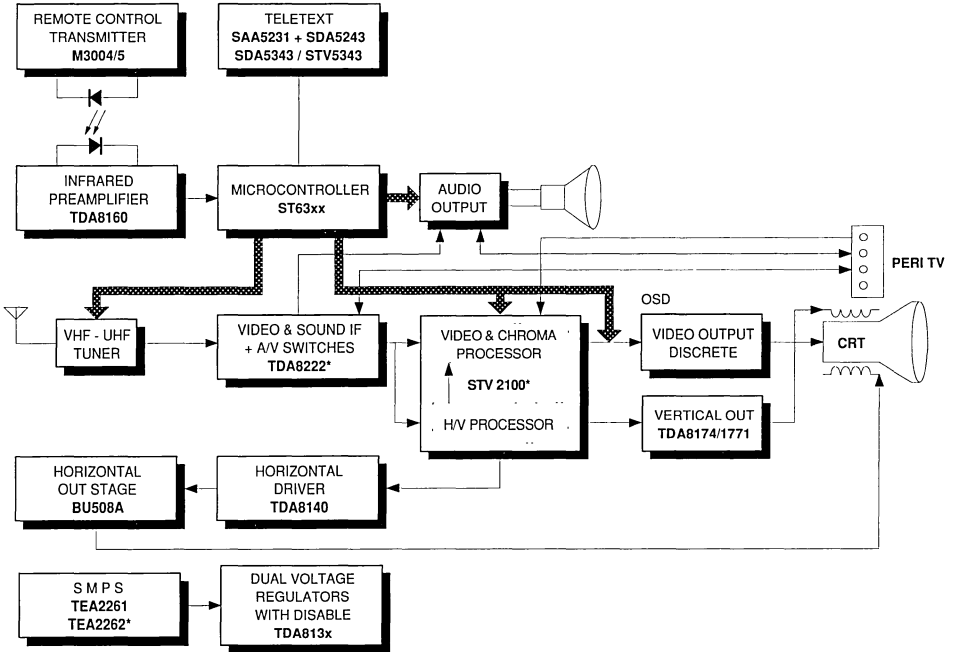 REMOTE CONTROL
TRANSMITTER
M3004/5
TELETEXT
SAA5231 + SDA5243
SDA5343 / STV5343
INFRARED
PREAMPLIFIER
TDA8160
MICROCONTROLLER
ST63xx
AUDIO
OUTPUT
PERI TV
VHF - UHF
TUNER
VIDEO & SOUND IF
+ A/V SWITCHES
TDA8222*
VIDEO & CHROMA
PROCESSOR
STV 2100*
H/V PROCESSOR
OSD
VIDEO OUTPUT
DISCRETE
CRT
VERTICAL OUT
TDA8174/1771
HORIZONTAL
OUT STAGE
BU508A
HORIZONTAL
DRIVER
TDA8140
S M P S
TEA2261
TEA2262*
DUAL VOLTAGE
REGULATORS
WITH DISABLE
TDA813x